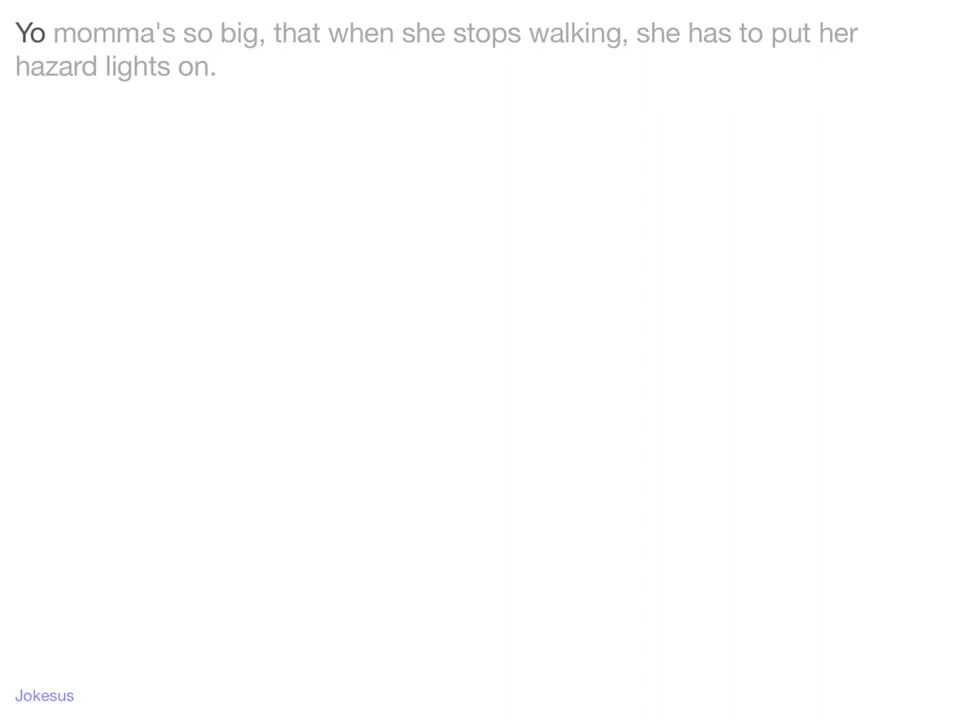 Yo momma's so big, that when she stops walking, she has to put her
hazard lights on.
Jokesus